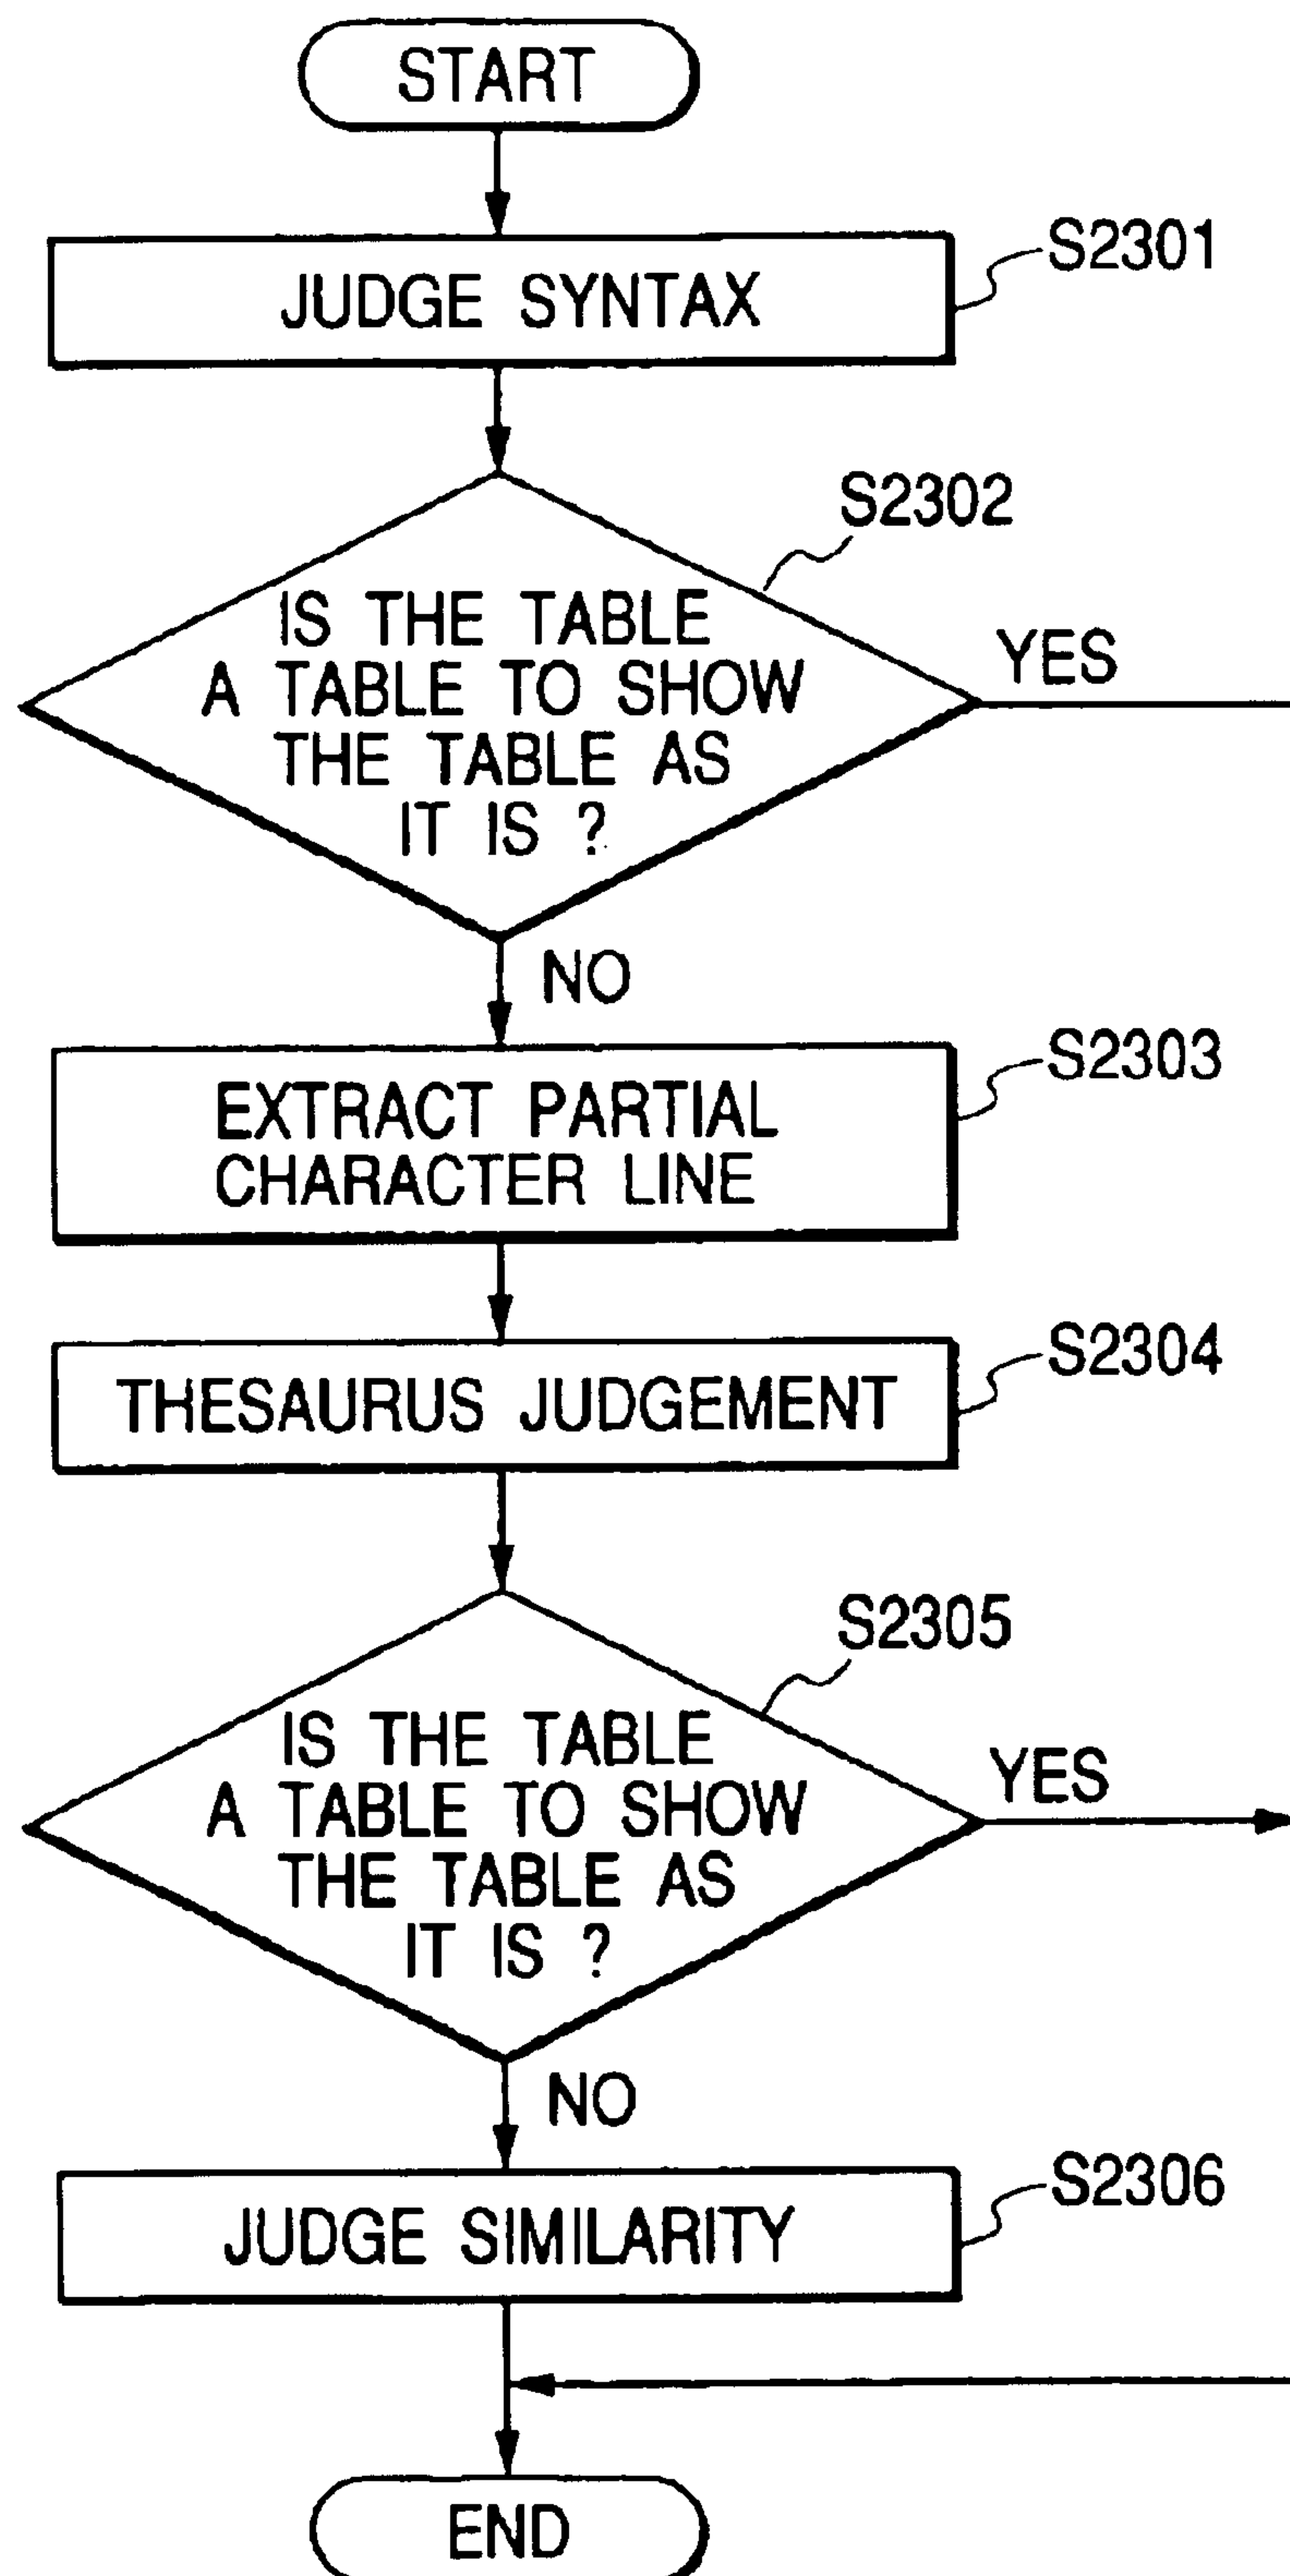 START
S2301
JUDGE SYNTAX
S2302
IS THE TABLE
A TABLE TO SHOW
THE TABLE AS
IT IS ?
YES
NO
S2303
EXTRACT PARTIAL
CHARACTER LINE
S2304
THESAURUS JUDGEMENT
S2305
IS THE TABLE
A TABLE TO SHOW
THE TABLE AS
IT IS ?
YES
NO
S2306
JUDGE SIMILARITY
END